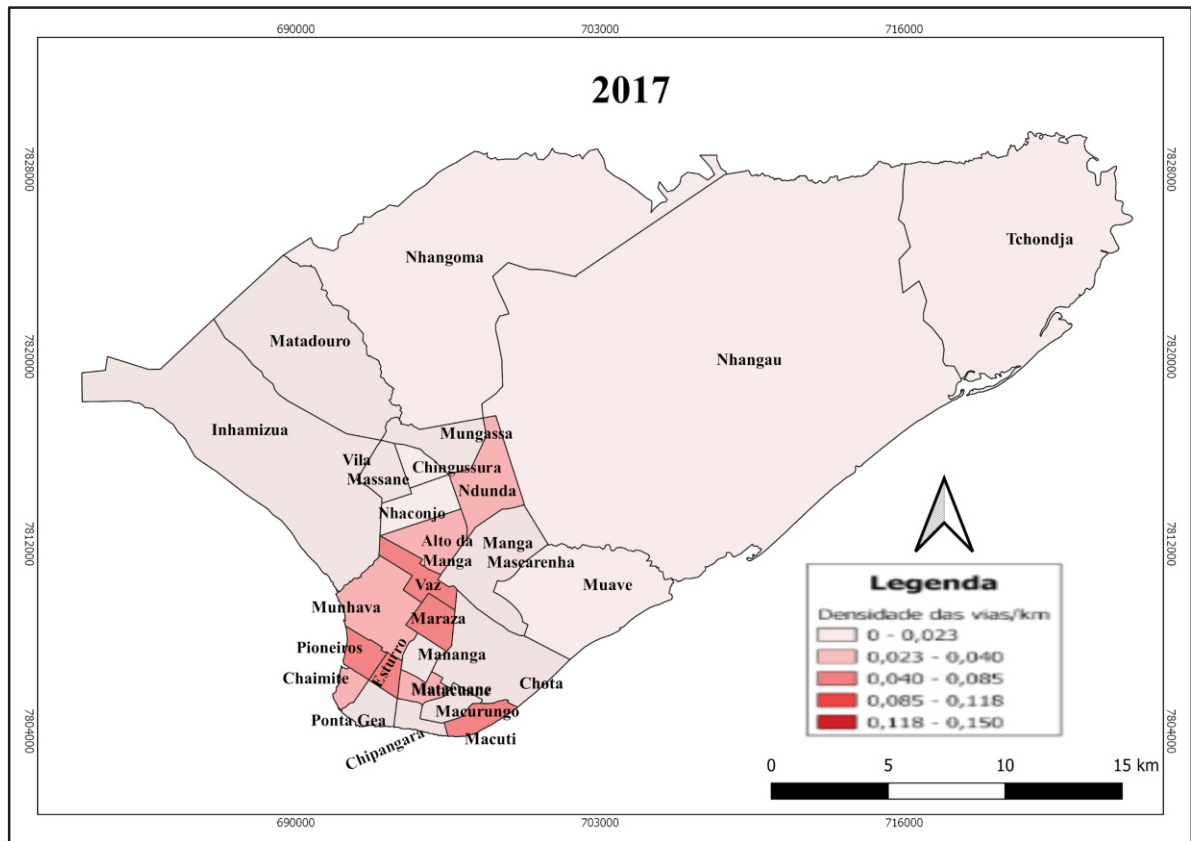 690000
703000
716000
2017
7828000
7828000
Tchondja
Nhangoma
Matadouro
Nhangau
7820000
7820000
Inhamizua
Mungassa
Vila
Massane
Chingussura
Ndunda
Nhaconjo
Alto da
Manga
Manga
Mascarenha
7812000
7812000
Vaz
Muave
Munhava
Maraza
Pioneiros
Esturro
Mananga
Chaimite
Matacuane
Chota
Macurungo
Ponta Gea
Macuti
Chipangara
7804000
7804000
Legenda
Densidade das vias/km
0 - 0,023
0,023 - 0,040
0,040 - 0,085
0,085 - 0,118
0,118 - 0,150
0
5
10
15 km
690000
703000
716000